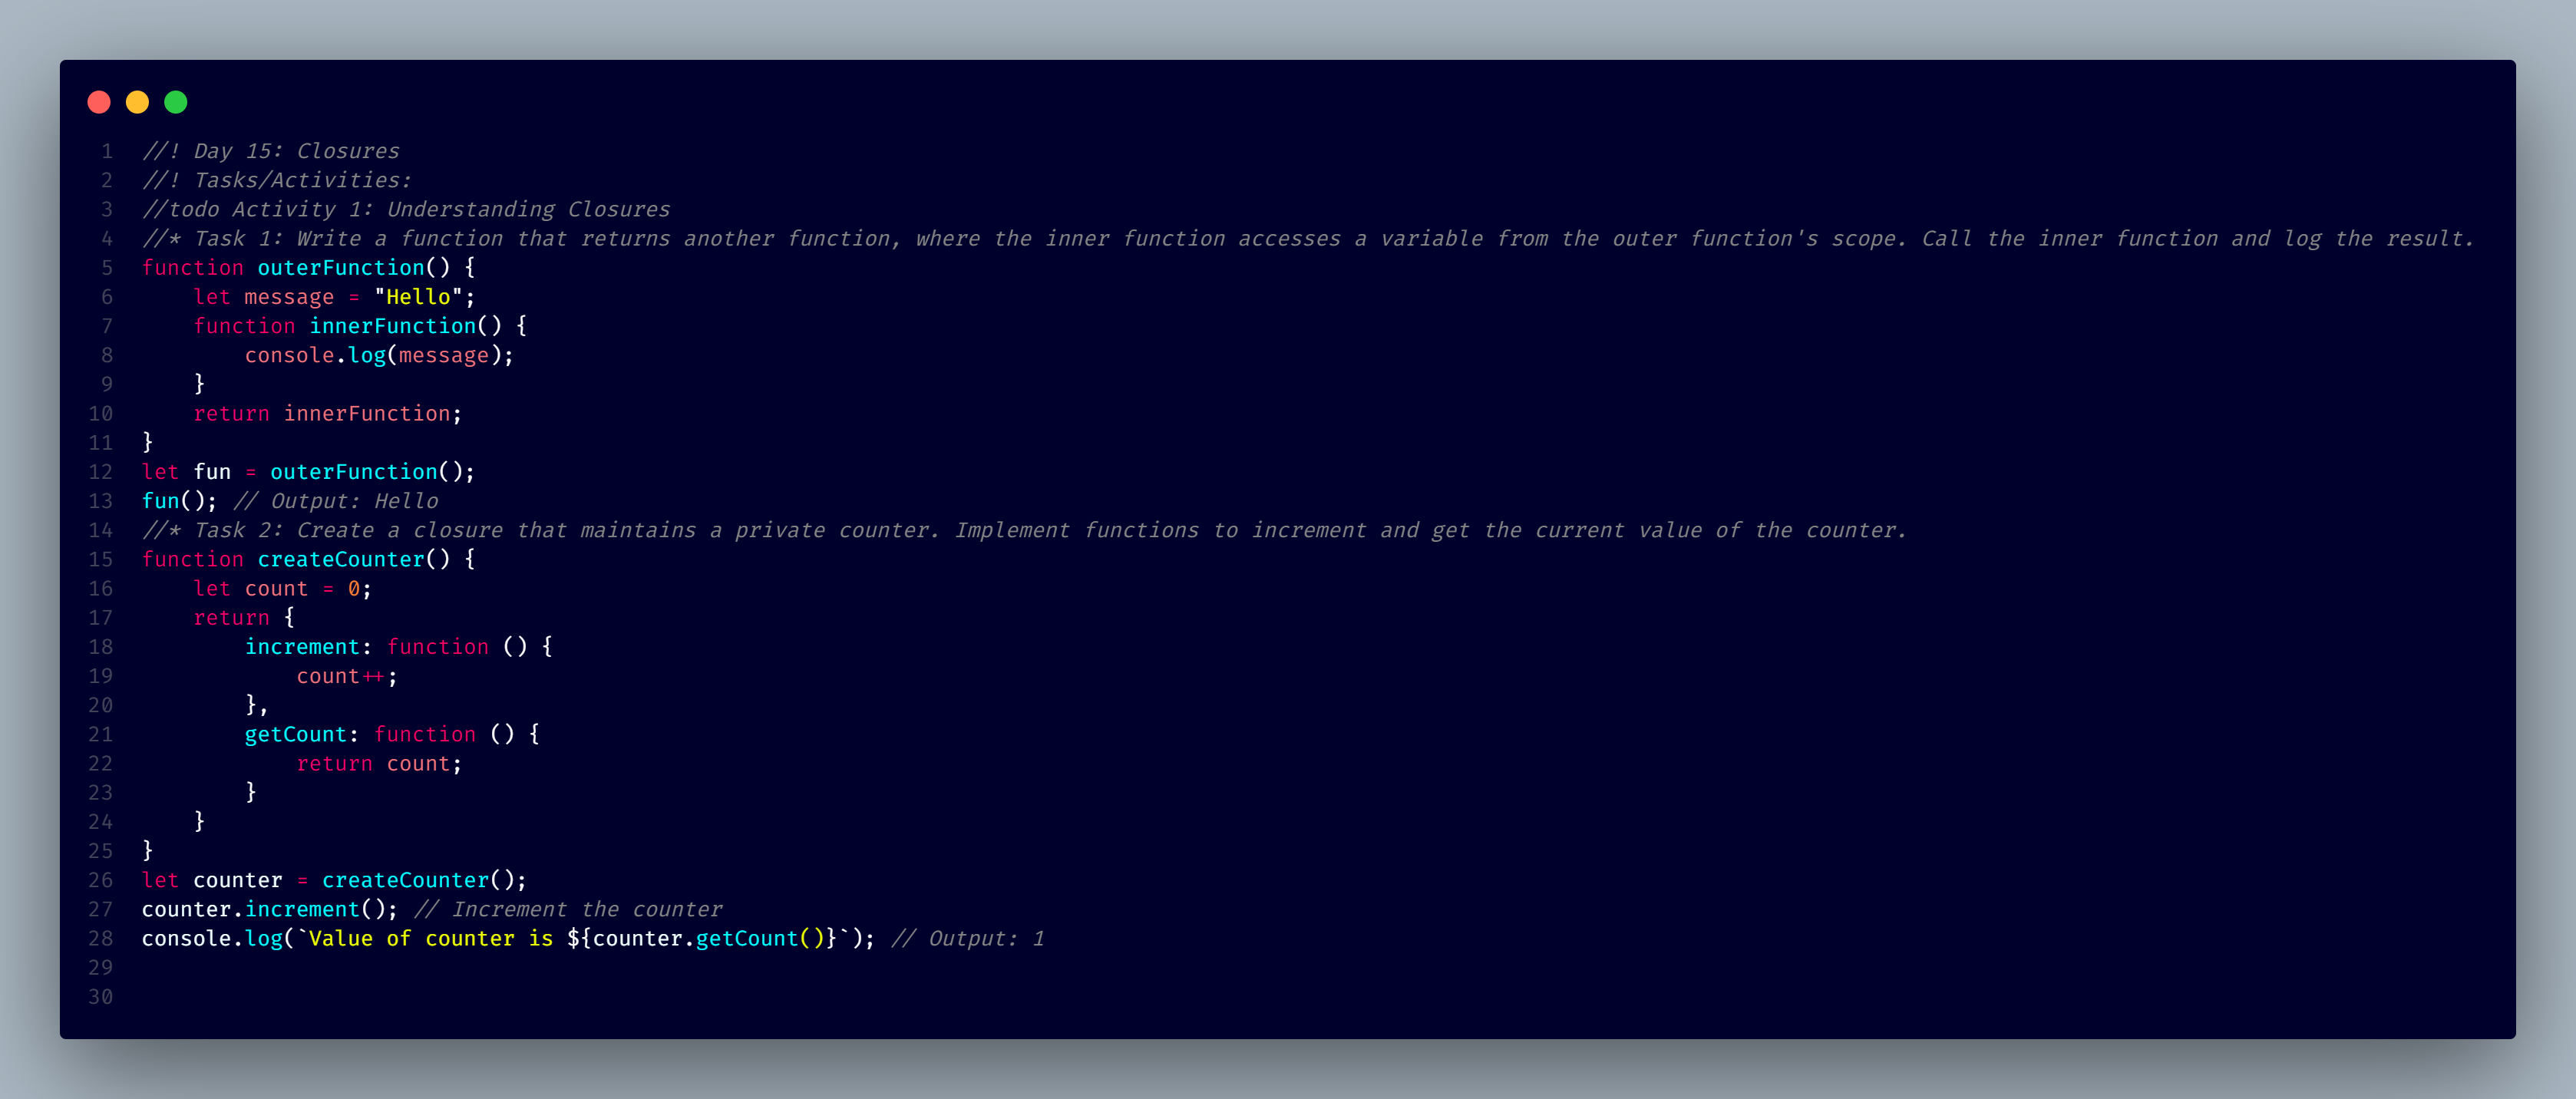 1 //! Day 15: Closures
2 //! Tasks/Activities:
3 //todo Activity 1: Understanding Closures
4 //* Task 1: Write a function that returns another function, where the inner function accesses a variable from the outer function's scope. Call the inner function and log the result.
5 function outerFunction() {
6     let message = "Hello";
7     function innerFunction() {
8         console.log(message);
9     }
10     return innerFunction;
11 }
12 let fun = outerFunction();
13 fun(); // Output: Hello
14 //* Task 2: Create a closure that maintains a private counter. Implement functions to increment and get the current value of the counter.
15 function createCounter() {
16     let count = 0;
17     return {
18         increment: function () {
19             count++;
20         },
21         getCount: function () {
22             return count;
23         }
24     }
25 }
26 let counter = createCounter();
27 counter.increment(); // Increment the counter
28 console.log(`Value of counter is ${counter.getCount()}`); // Output: 1
29
30